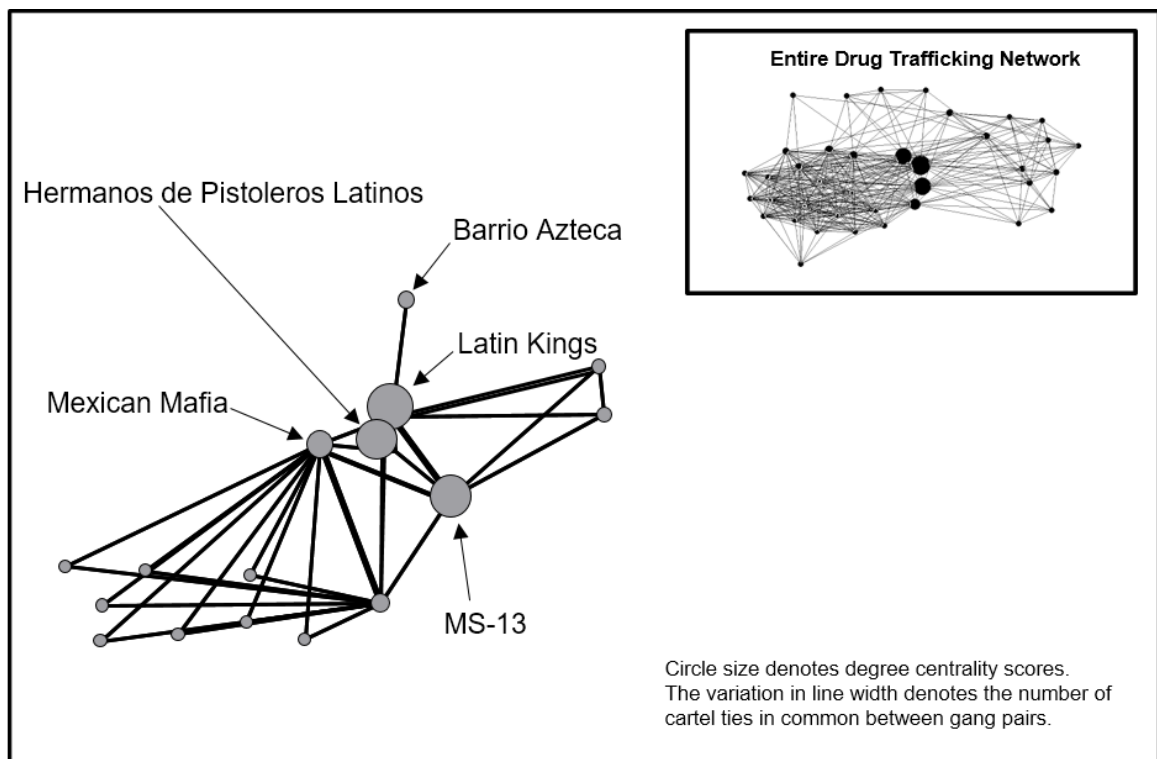 Entire Drug Trafficking Network
Hermanos de Pistoleros Latinos
Barrio Azteca
Latin Kings
Mexican Mafia
MS-13
Circle size denotes degree centrality scores.
The variation in line width denotes the number of
cartel ties in common between gang pairs.